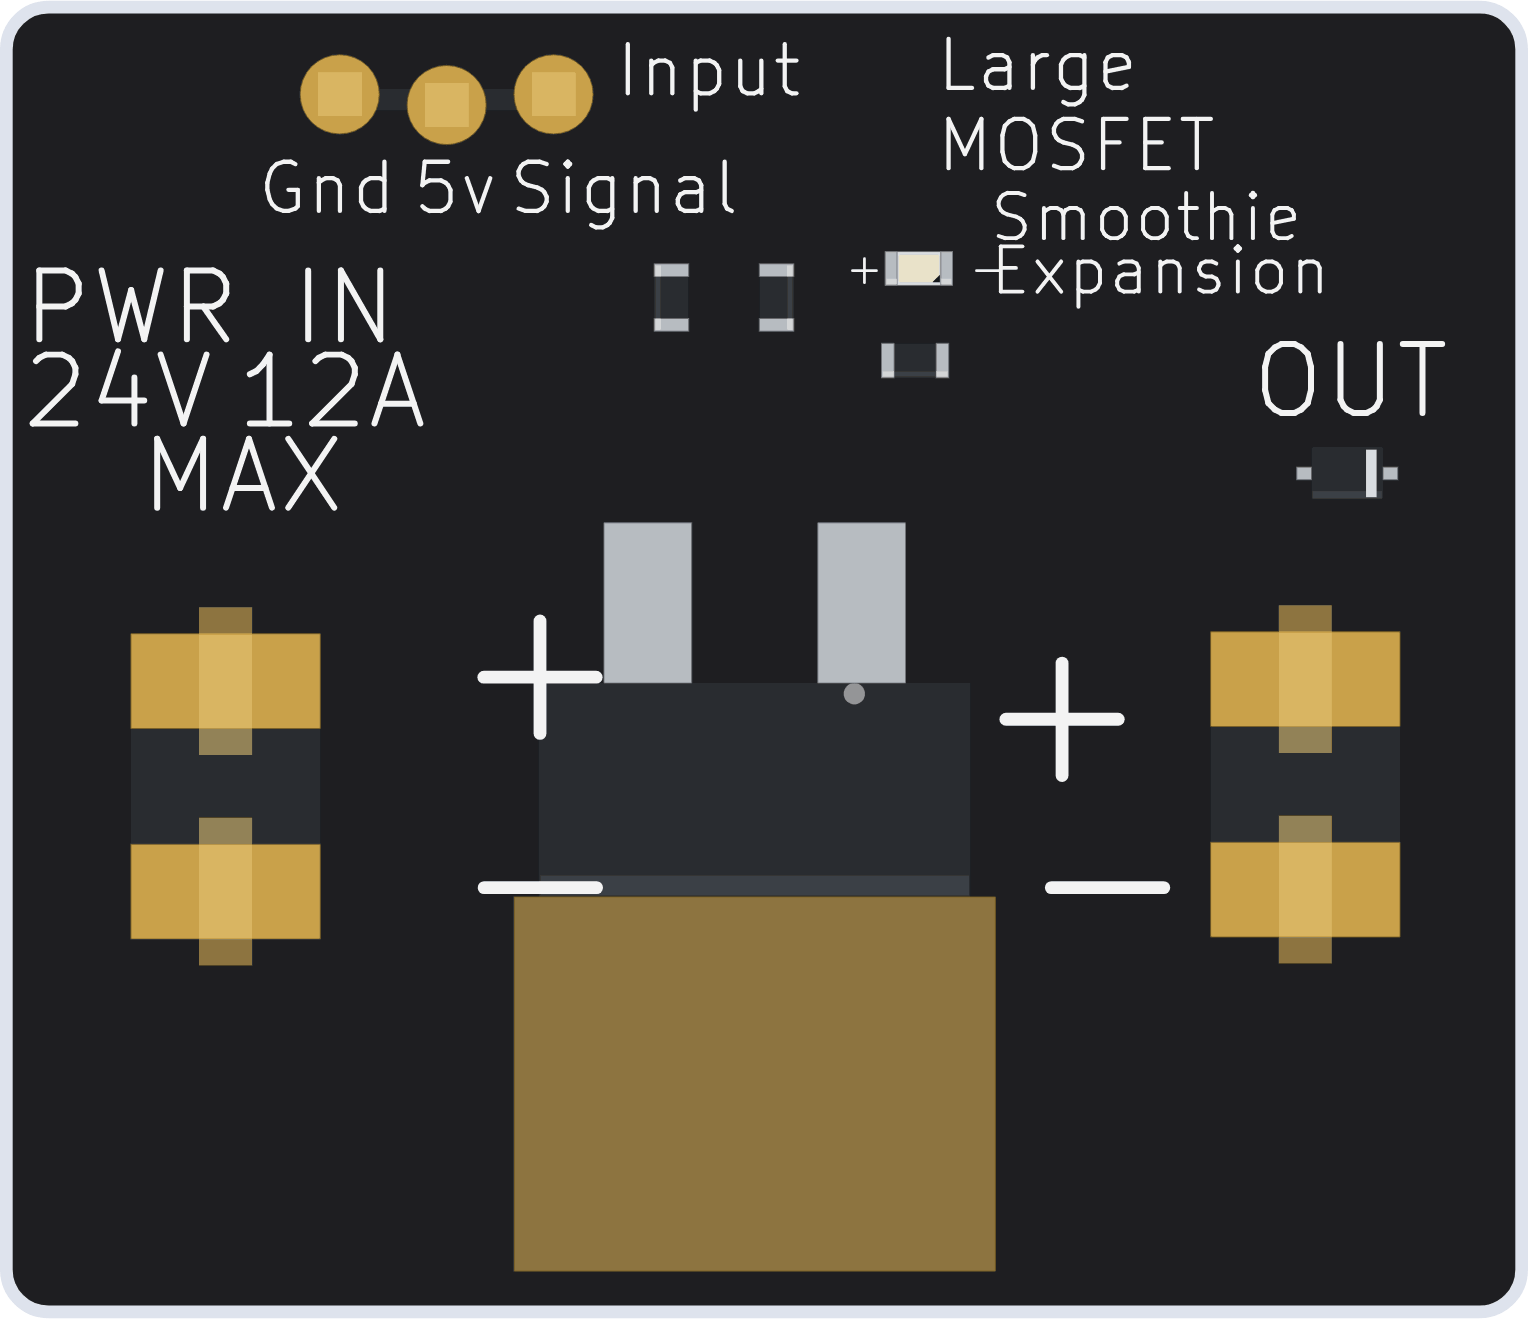 Input
Gnd 5v Signal
Large
MOSFET
Smoothie
Expansion
+ -
PWR IN
24V 12A
MAX
OUT
+ +
- -